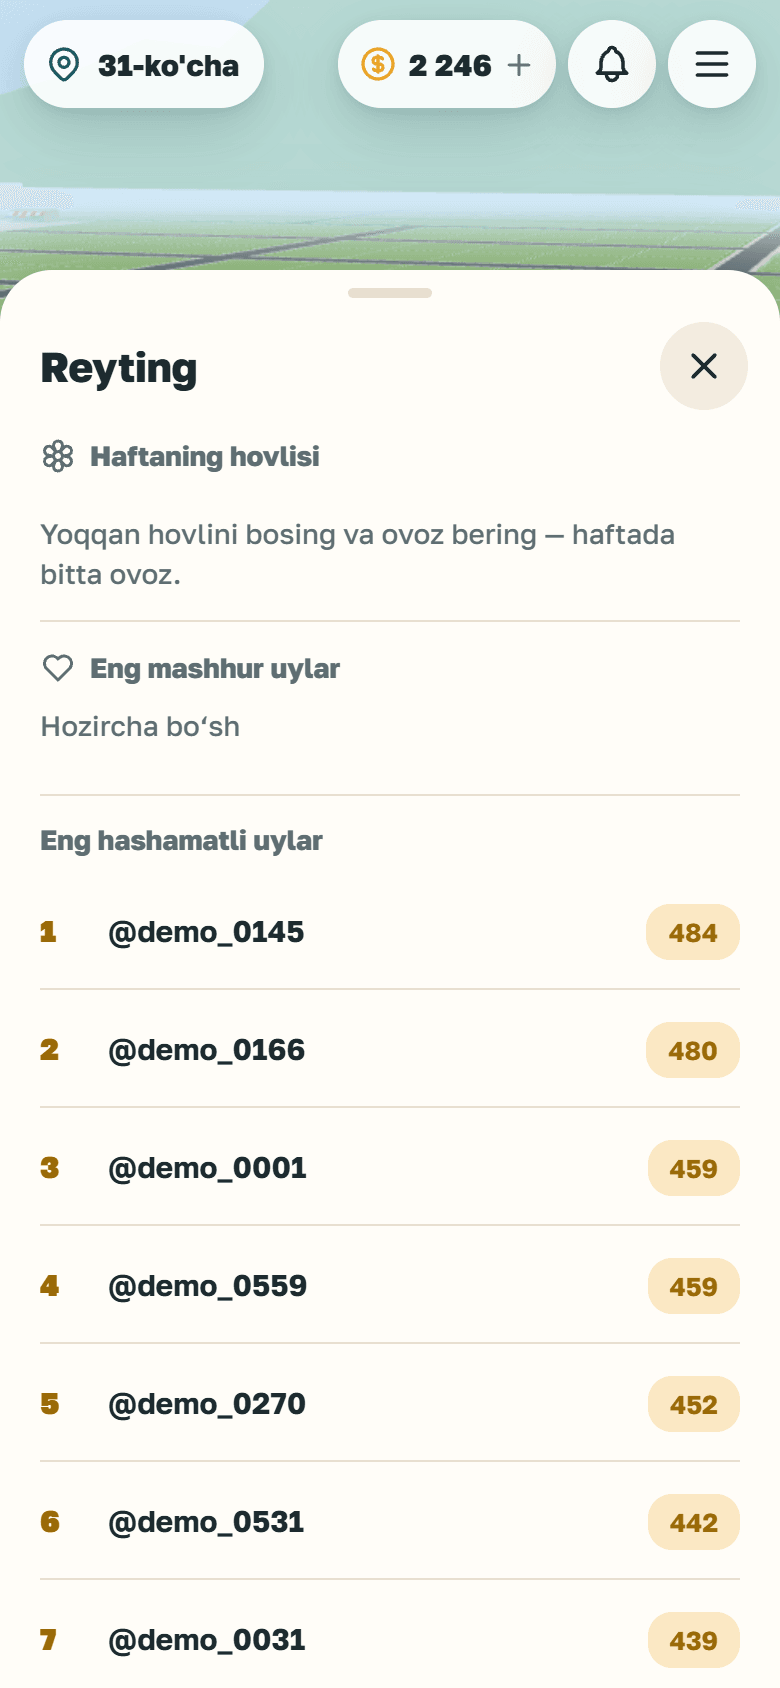 31-ko'cha
2 246
Reyting
Haftaning hovlisi
Yoqqan hovlini bosing va ovoz bering — haftada
bitta ovoz.
Eng mashhur uylar
Hozircha bo‘sh
Eng hashamatli uylar
1 @demo_0145 484
2 @demo_0166 480
3 @demo_0001 459
4 @demo_0559 459
5 @demo_0270 452
6 @demo_0531 442
7 @demo_0031 439